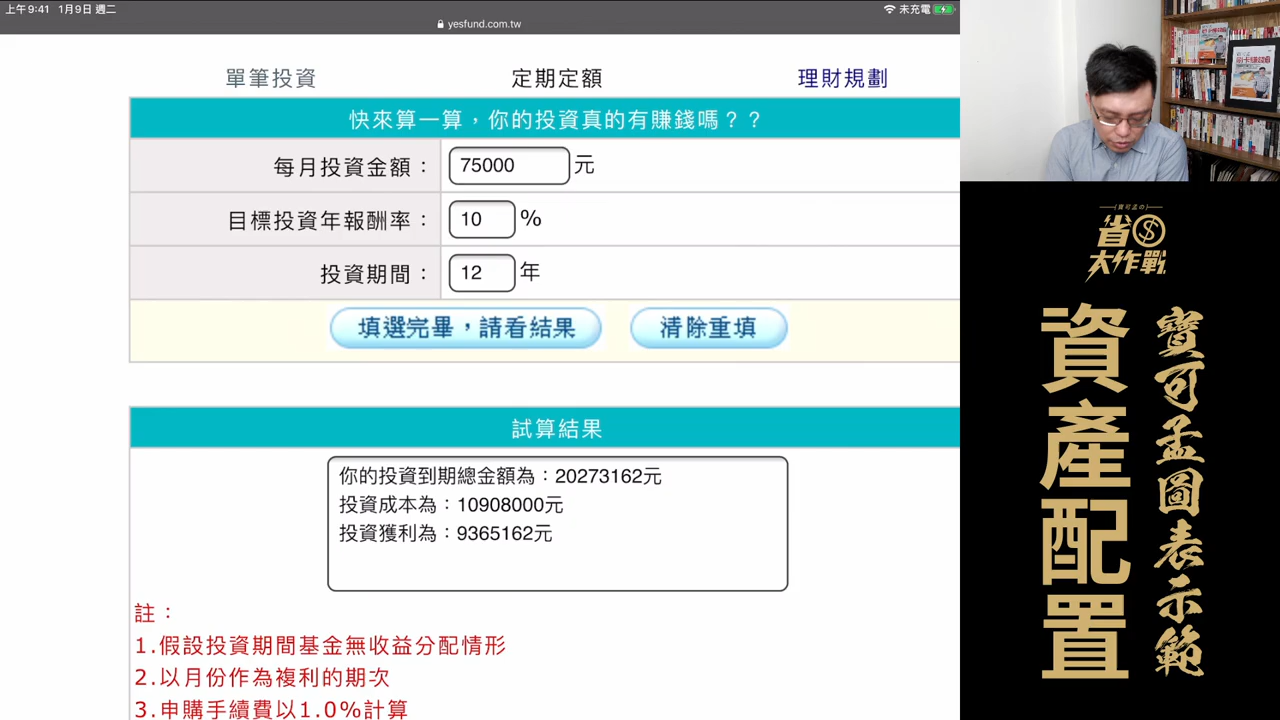 上午9:41 1月9日 週二
未充電
yesfund.com.tw
單筆投資 定期定額 理財規劃
快來算一算，你的投資真的有賺錢嗎？？
每月投資金額： 75000 元
目標投資年報酬率： 10 %
投資期間： 12 年
填選完畢，請看結果 清除重填
試算結果
你的投資到期總金額為：20273162元
投資成本為：10908000元
投資獲利為：9365162元
註：
1.假設投資期間基金無收益分配情形
2.以月份作為複利的期次
3.申購手續費以1.0%計算
寶可孟の
省$
大作戰
寶可孟圖表示範
資產配置